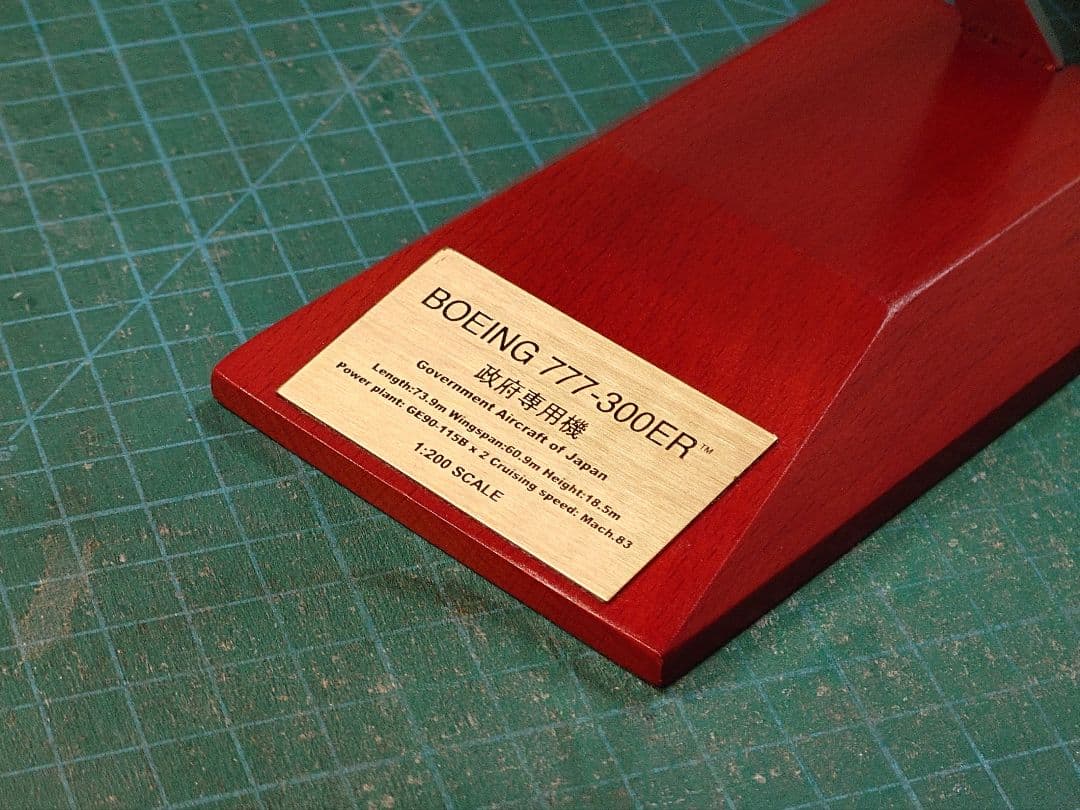 BOEING 777-300ER™
政府専用機
Government Aircraft of Japan
Length:73.9m Wingspan:60.9m Height:18.5m
Power plant: GE90-115B x 2 Cruising speed: Mach.83
1:200 SCALE